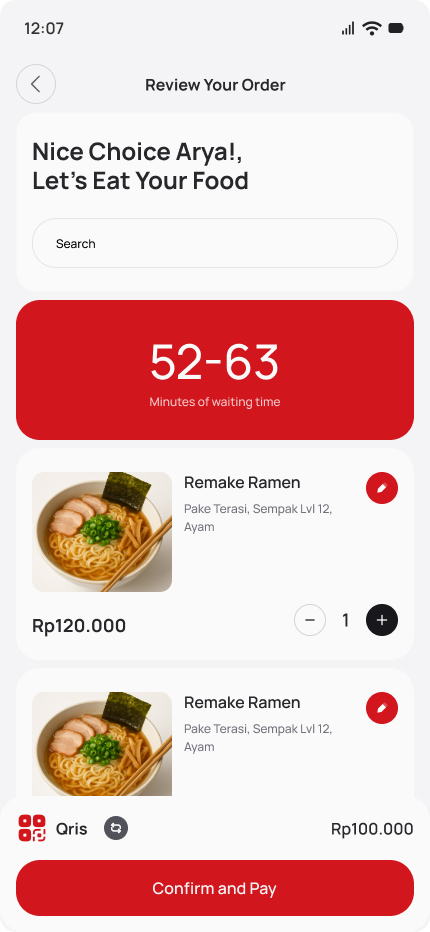 12:07
Review Your Order
Nice Choice Arya!,
Let's Eat Your Food
Search
52-63
Minutes of waiting time
Remake Ramen
Pake Terasi, Sempak Lvl 12,
Ayam
Rp120.000
1
Remake Ramen
Pake Terasi, Sempak Lvl 12,
Ayam
Qris
Rp100.000
Confirm and Pay